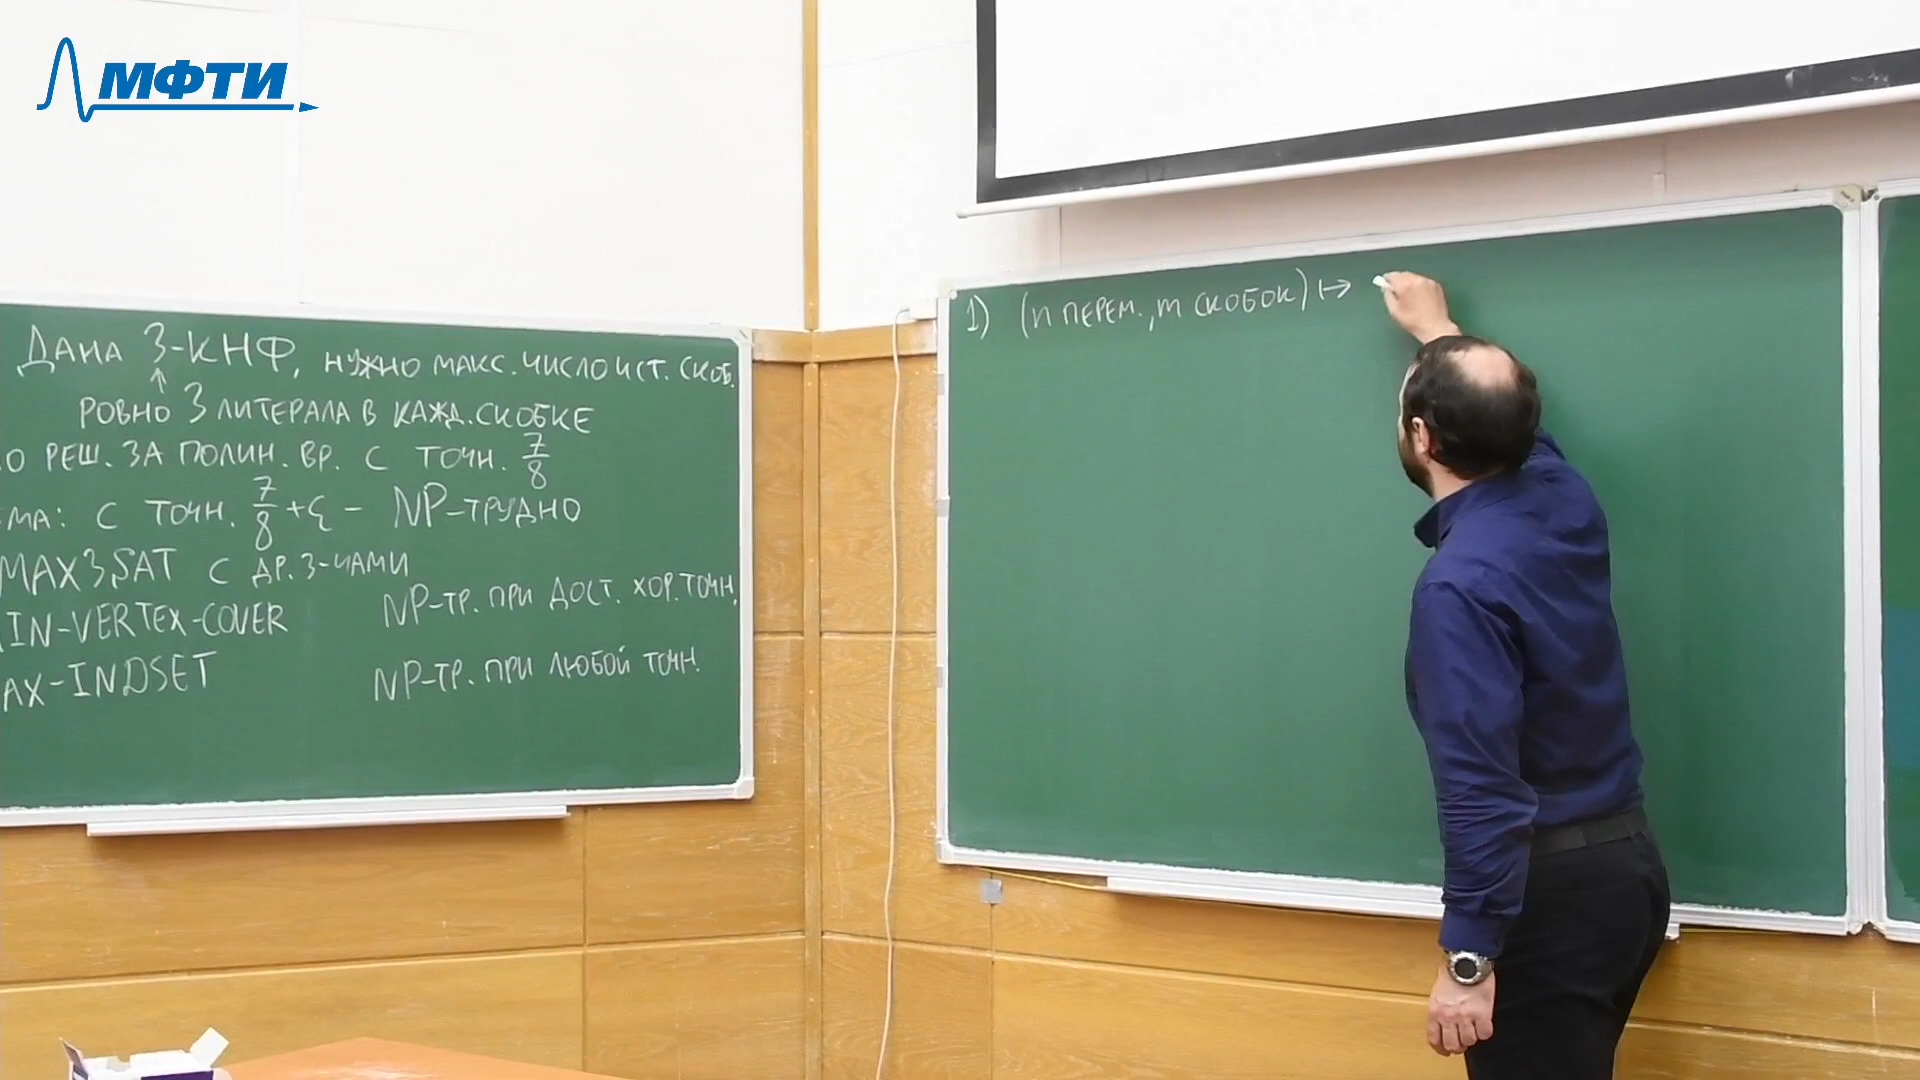 МФТИ
ДАНА 3-КНФ, НУЖНО МАКС. ЧИСЛО ИСТ. СКОБ.
↑
РОВНО 3 ЛИТЕРАЛА В КАЖД. СКОБКЕ
О РЕШ. ЗА ПОЛИН. ВР. С ТОЧН. 7/8
МА: С ТОЧН. 7/8 + ε - NP-ТРУДНО
MAX3SAT С ДР. З-ЧАМИ
IN-VERTEX-COVER NP-ТР. ПРИ ДОСТ. ХОР. ТОЧН.
AX-INDSET NP-ТР. ПРИ ЛЮБОЙ ТОЧН.
1) (n ПЕРЕМ., m СКОБОК) ↦